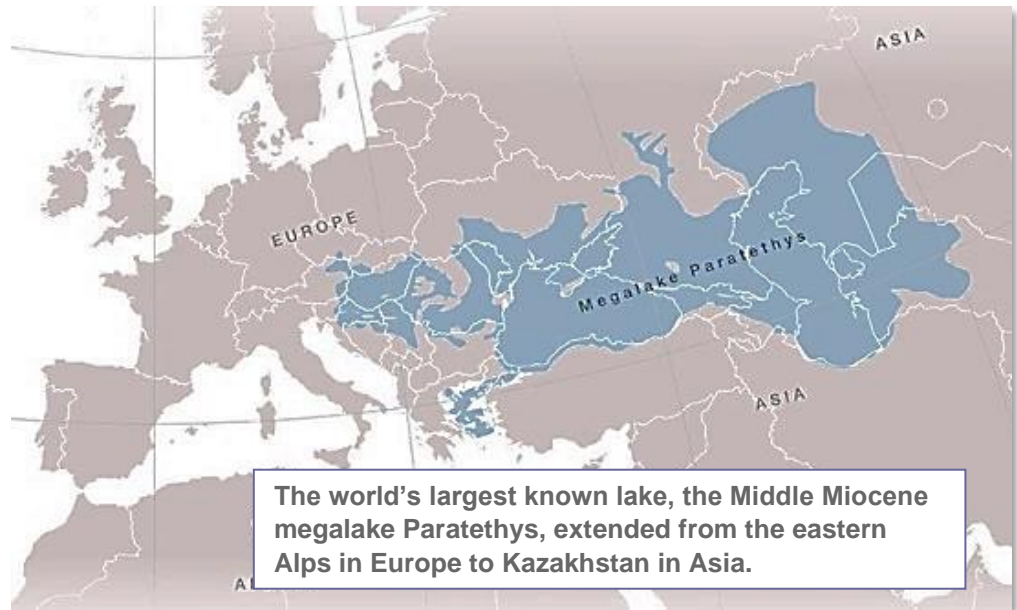 ASIA
EUROPE
Megalake Paratethys
ASIA
The world’s largest known lake, the Middle Miocene
megalake Paratethys, extended from the eastern
Alps in Europe to Kazakhstan in Asia.